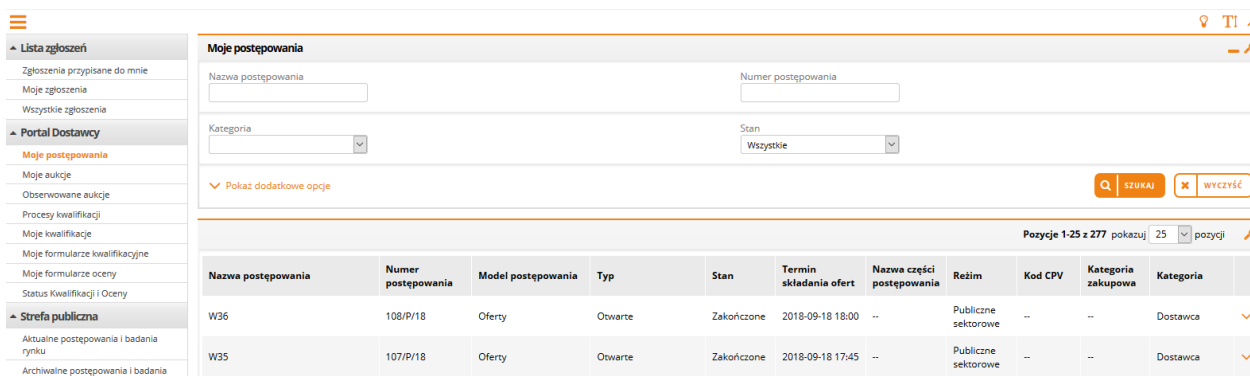 Lista zgłoszeń
Zgłoszenia przypisane do mnie
Moje zgłoszenia
Wszystkie zgłoszenia
Portal Dostawcy
Moje postępowania
Moje aukcje
Obserwowane aukcje
Procesy kwalifikacji
Moje kwalifikacje
Moje formularze kwalifikacyjne
Moje formularze oceny
Status Kwalifikacji i Oceny
Strefa publiczna
Aktualne postępowania i badania
rynku
Archiwalne postępowania i badania
Moje postępowania
Nazwa postępowania
Numer postępowania
Kategoria
Stan
Wszystkie
Pokaż dodatkowe opcje
SZUKAJ
WYCZYŚĆ
Pozycje 1-25 z 277 pokazuj 25 pozycji
Nazwa postępowania Numer postępowania Model postępowania Typ Stan Termin składania ofert Nazwa części postępowania Reżim Kod CPV Kategoria zakupowa Kategoria
W36 108/P/18 Oferty Otwarte Zakończone 2018-09-18 18:00 -- Publiczne sektorowe -- -- Dostawca
W35 107/P/18 Oferty Otwarte Zakończone 2018-09-18 17:45 -- Publiczne sektorowe -- -- Dostawca